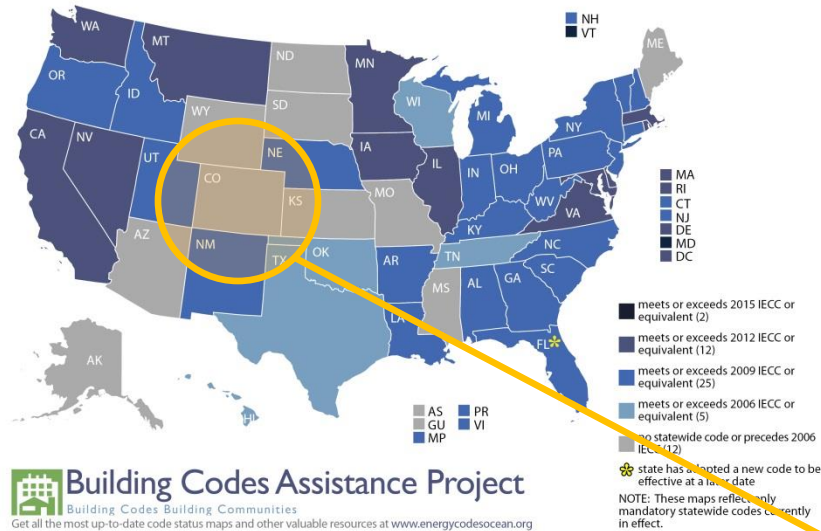 NH
VT
WA
MT
ND
MN
ME
OR
ID
SD
WI
WY
MI
NY
CA
NV
UT
NE
IA
PA
CO
IL
IN
OH
WV
VA
KS
MO
KY
AZ
NM
TX
OK
AR
TN
NC
MS
AL
GA
SC
LA
FL
AK
HI
MA
RI
CT
NJ
DE
MD
DC
meets or exceeds 2015 IECC or
equivalent (2)
meets or exceeds 2012 IECC or
equivalent (12)
meets or exceeds 2009 IECC or
equivalent (25)
meets or exceeds 2006 IECC or
equivalent (5)
no statewide code or precedes 2006
IECC (12)
state has adopted a new code to be
effective at a later date
NOTE: These maps reflect only
mandatory statewide codes currently
in effect.
AS PR
GU VI
MP
Building Codes Assistance Project
Building Codes Building Communities
Get all the most up-to-date code status maps and other valuable resources at www.energycodesocean.org